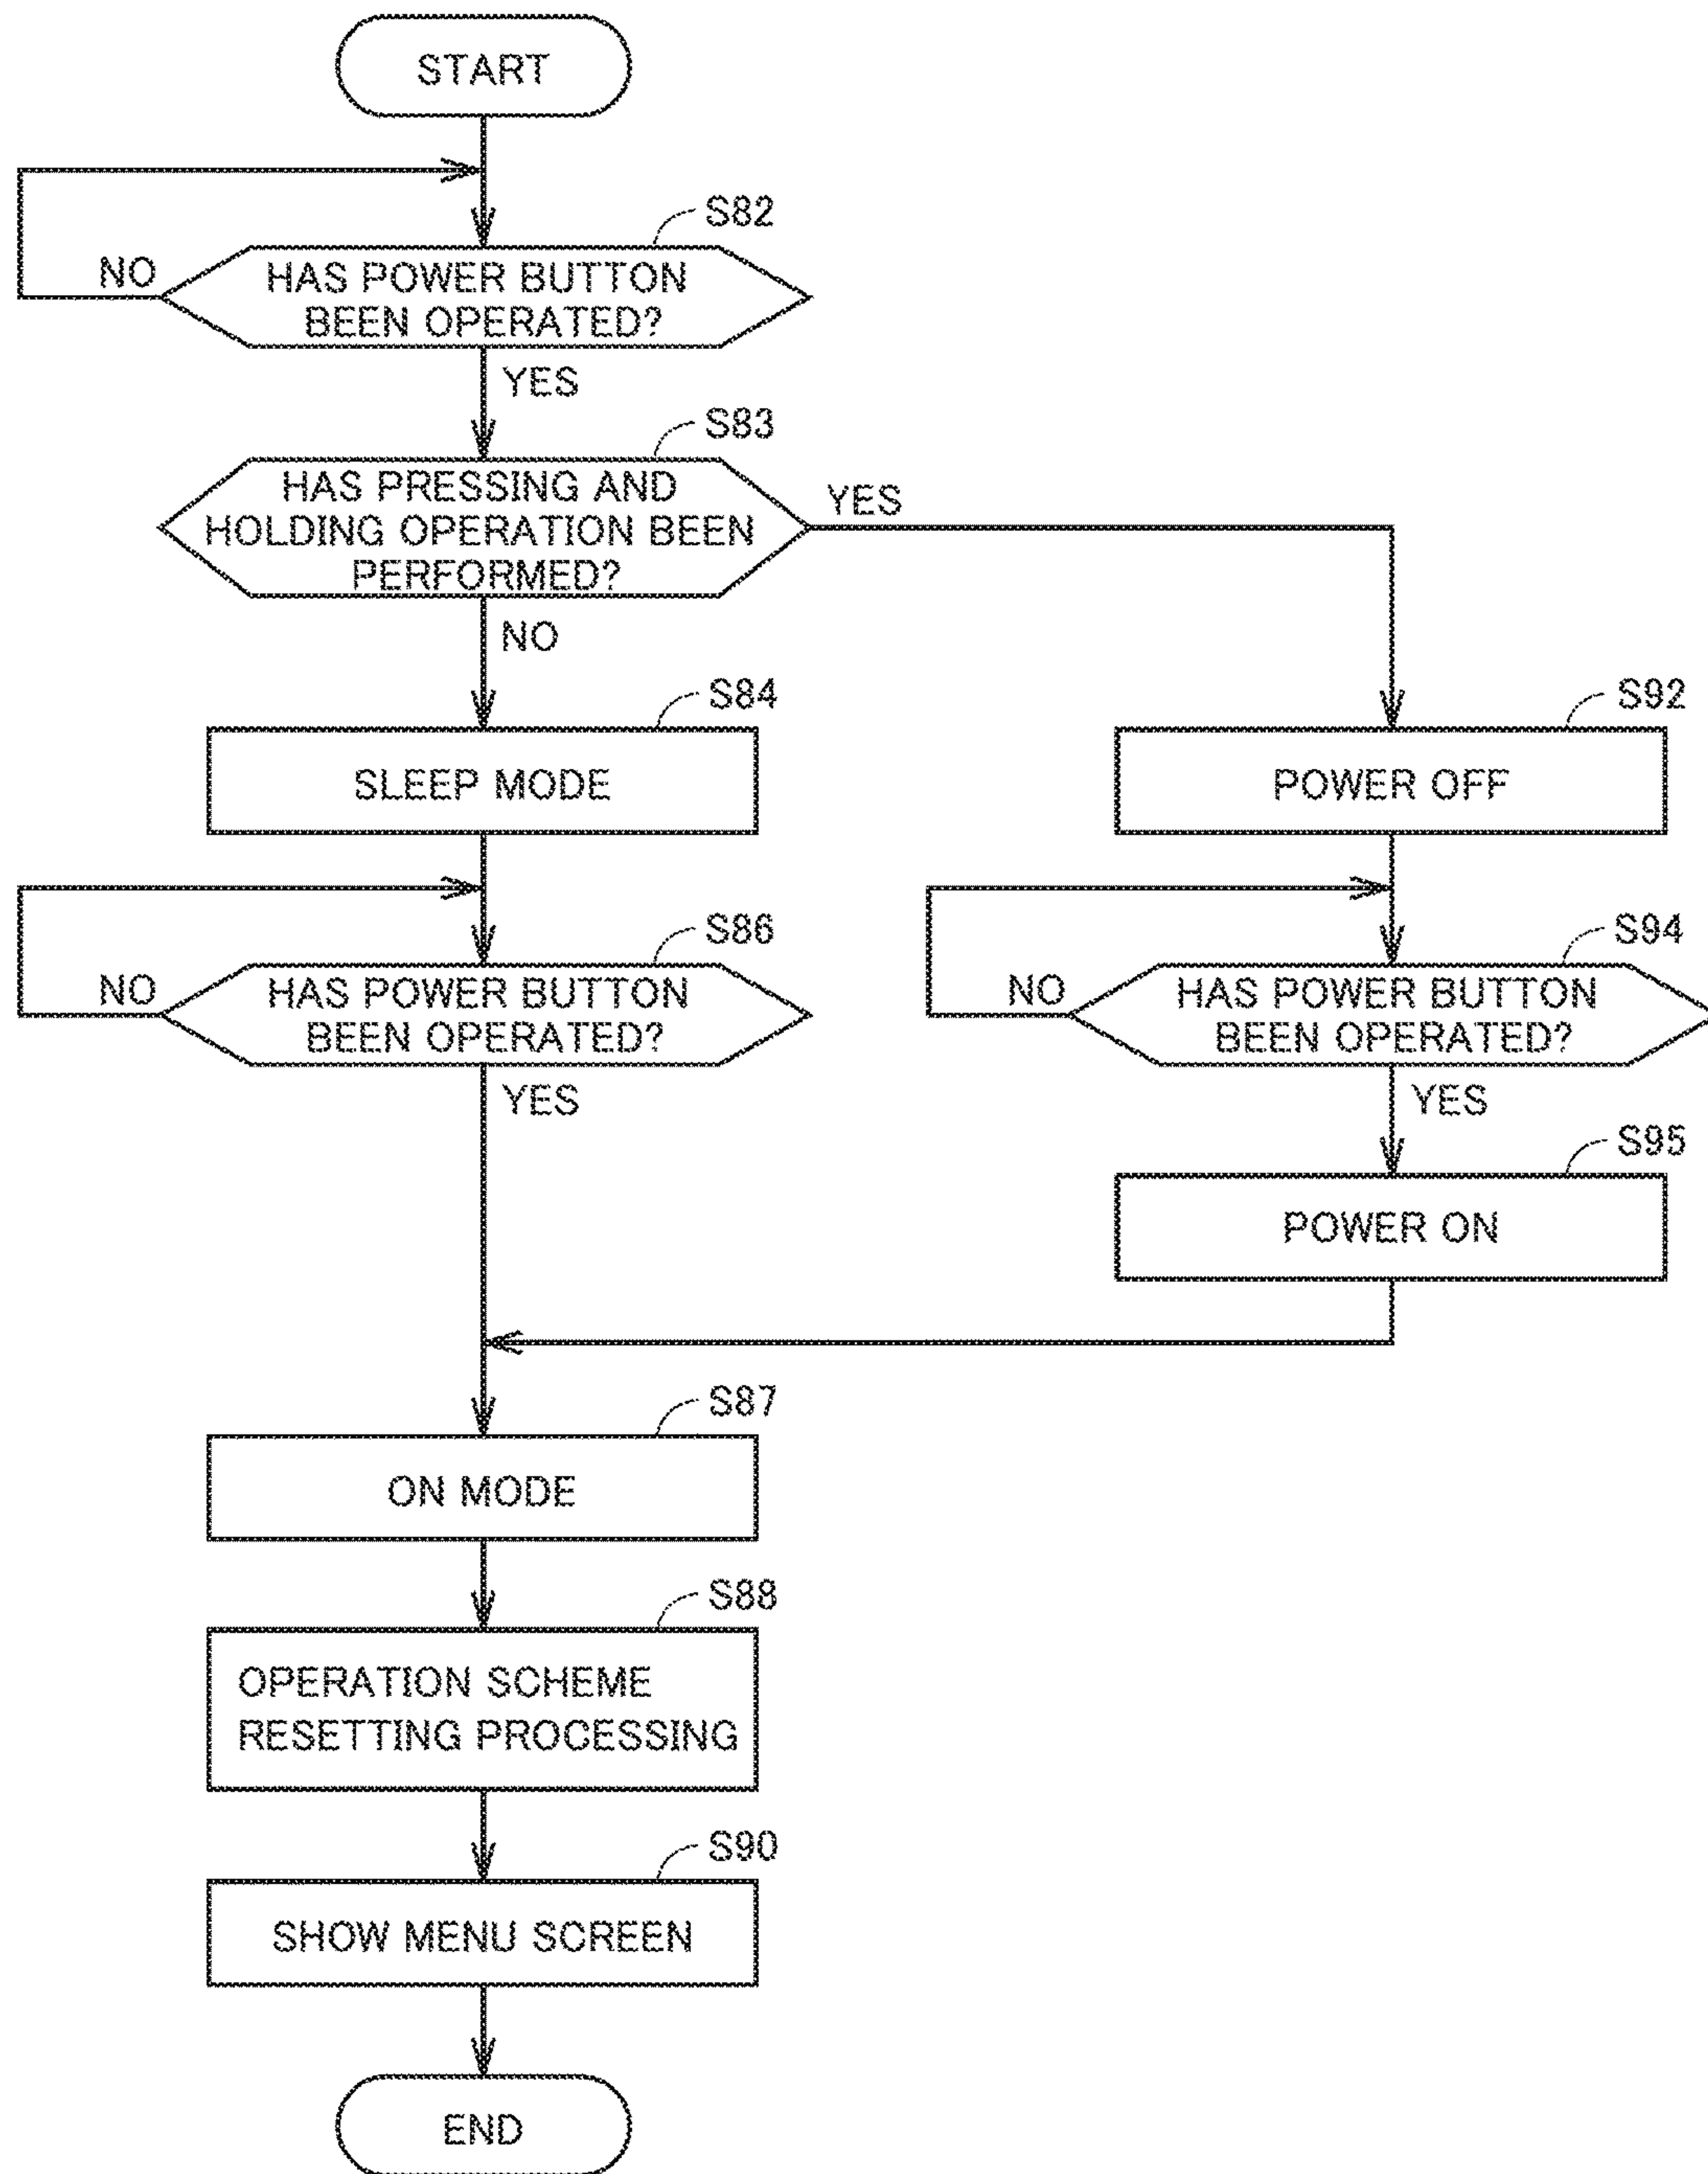 START
S82
NO
HAS POWER BUTTON
BEEN OPERATED?
YES
S83
HAS PRESSING AND
HOLDING OPERATION BEEN
PERFORMED?
YES
NO
S84
SLEEP MODE
S92
POWER OFF
S86
NO
HAS POWER BUTTON
BEEN OPERATED?
YES
S94
NO
HAS POWER BUTTON
BEEN OPERATED?
YES
S95
POWER ON
S87
ON MODE
S88
OPERATION SCHEME
RESETTING PROCESSING
S90
SHOW MENU SCREEN
END